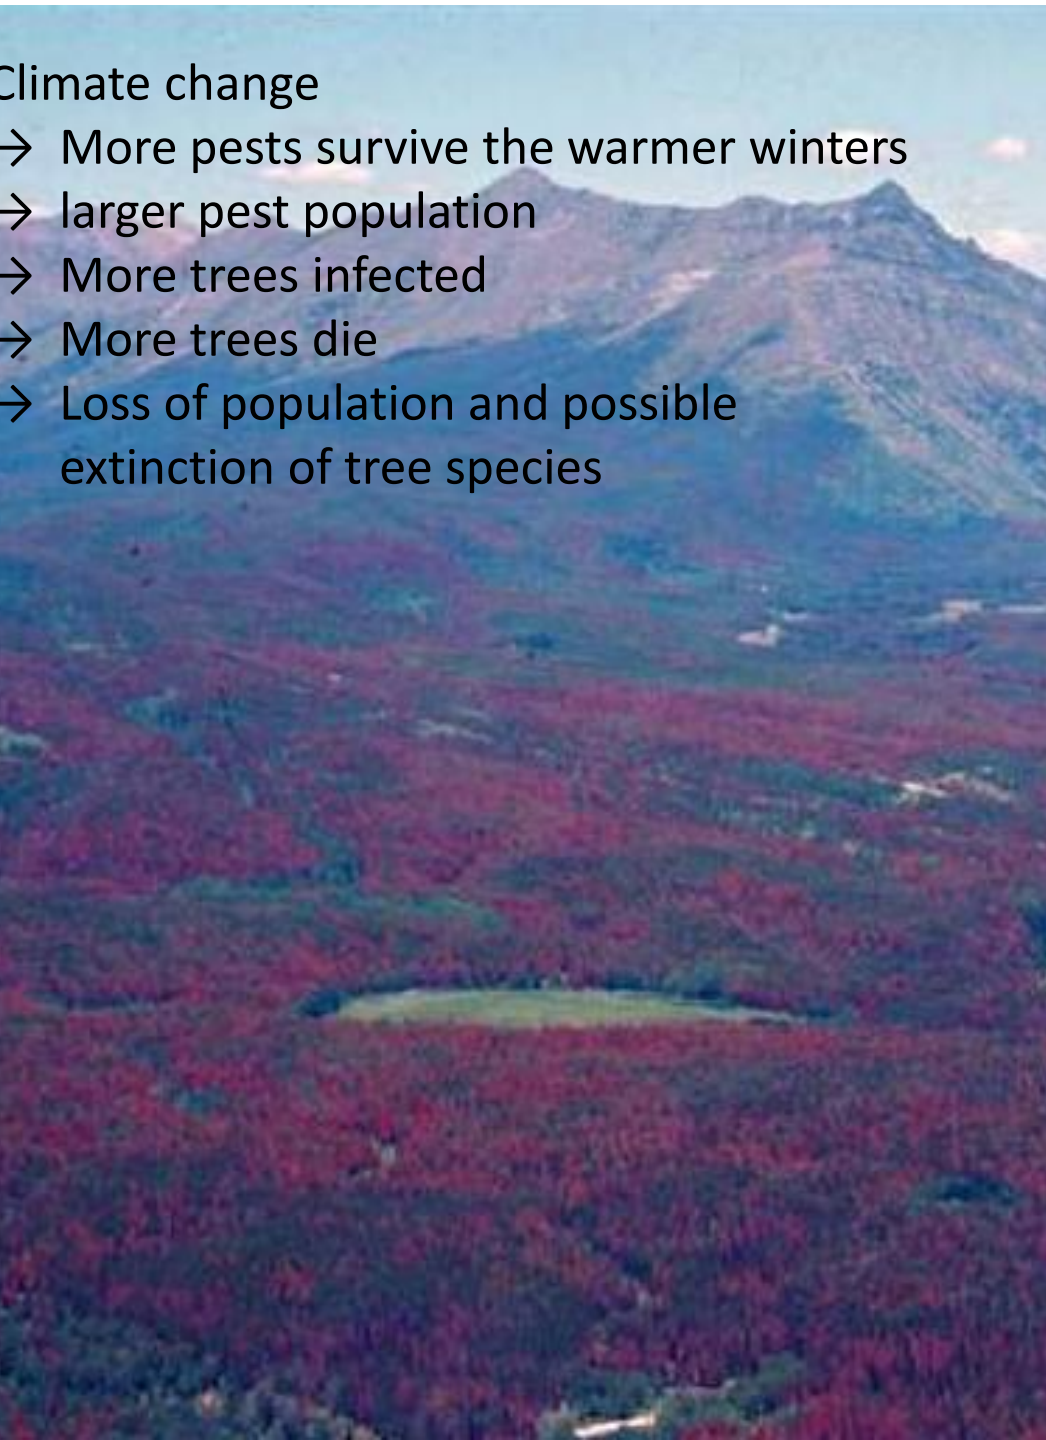 Climate change
→ More pests survive the warmer winters
→ larger pest population
→ More trees infected
→ More trees die
→ Loss of population and possible
extinction of tree species